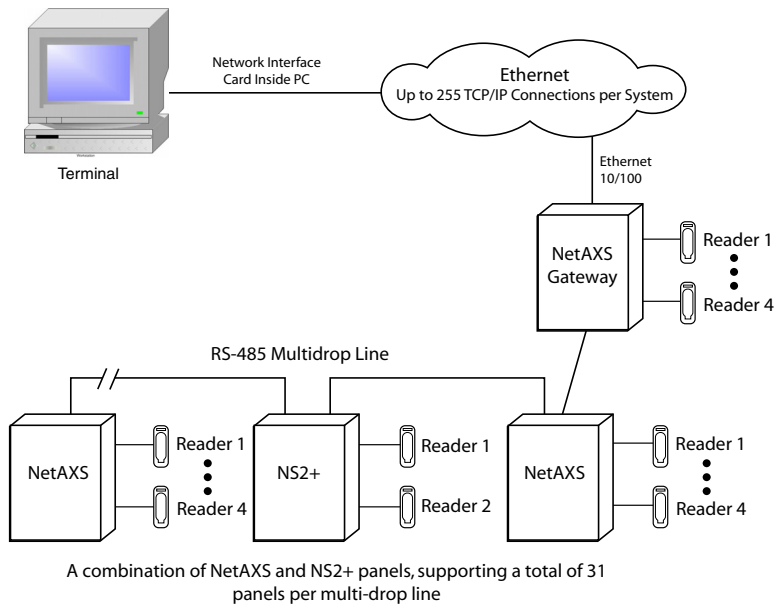 Network Interface
Card Inside PC
Ethernet
Up to 255 TCP/IP Connections per System
Terminal
Ethernet
10/100
NetAXS
Gateway
Reader 1
Reader 4
RS-485 Multidrop Line
NetAXS
Reader 1
Reader 4
NS2+
Reader 1
Reader 2
NetAXS
Reader 1
Reader 4
A combination of NetAXS and NS2+ panels, supporting a total of 31
panels per multi-drop line